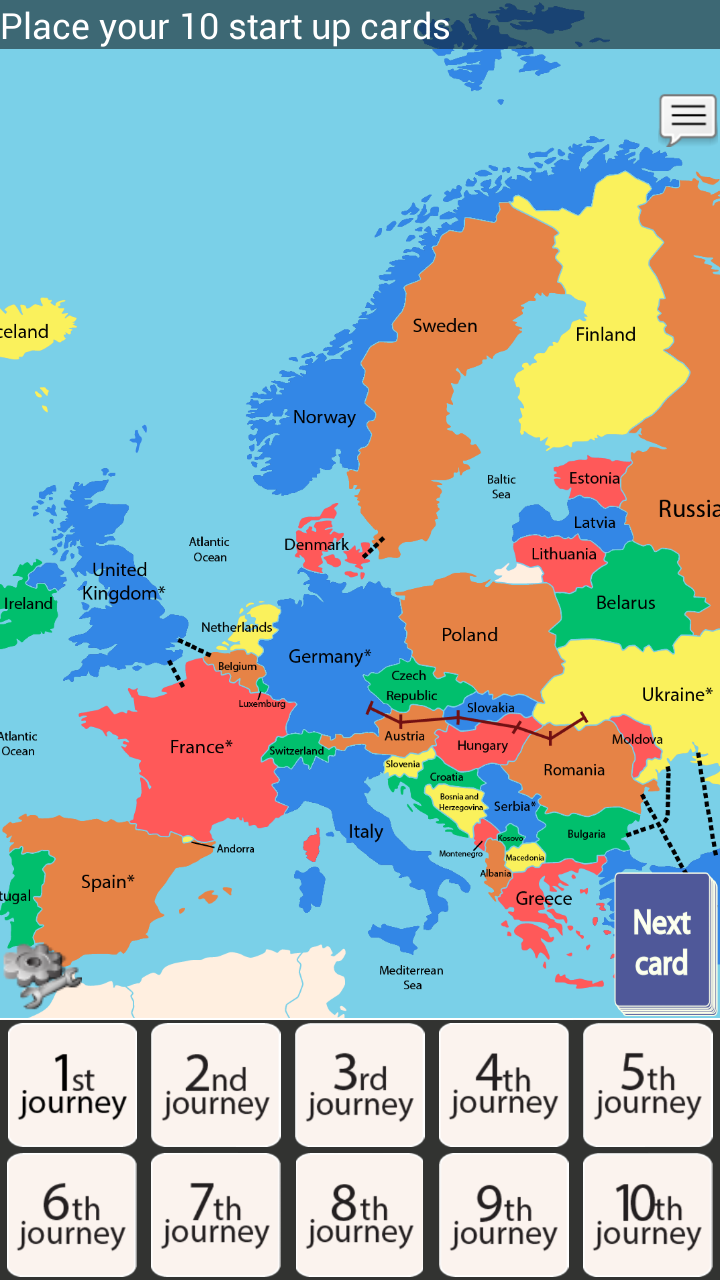 Place your 10 start up cards
celand
Sweden
Finland
Norway
Baltic
Sea
Estonia
Russia
Latvia
Atlantic
Ocean
Denmark
Lithuania
United
Kingdom*
Ireland
Belarus
Netherlands
Poland
Germany*
Belgium
Czech
Republic
Ukraine*
Luxemburg
Slovakia
Atlantic
Ocean
France*
Switzerland
Austria
Hungary
Moldova
Slovenia
Romania
Croatia
Bosnia and
Herzegovina
Serbia*
Italy
Kosovo
Bulgaria
Andorra
Montenegro
Macedonia
Albania
Spain*
tugal
Greece
Mediterrean
Sea
Next
card
1st
journey
2nd
journey
3rd
journey
4th
journey
5th
journey
6th
journey
7th
journey
8th
journey
9th
journey
10th
journey